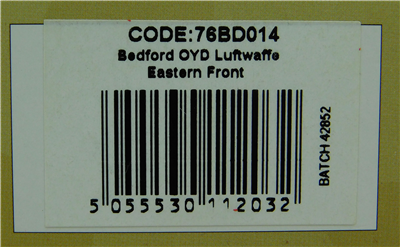 CODE:76BD014
Bedford OYD Luftwaffe
Eastern Front
BATCH 42852
5 055530 112032